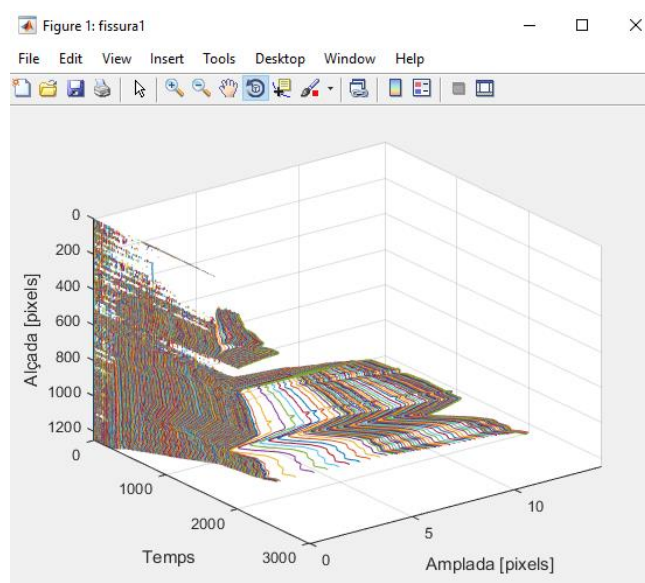 Figure 1: fissura1
File Edit View Insert Tools Desktop Window Help
0
200
400
600
800
1000
1200
Alçada [pixels]
0
1000
2000
3000
Temps
0
5
10
Amplada [pixels]